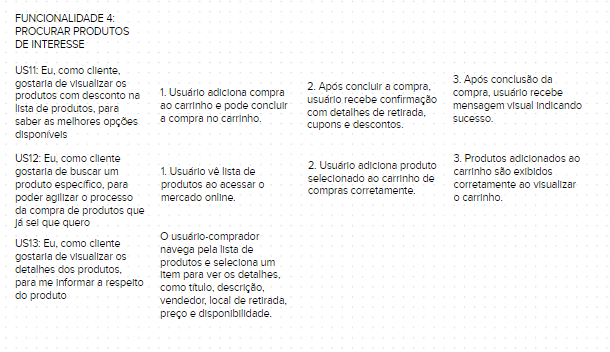 FUNCIONALIDADE 4:
PROCURAR PRODUTOS
DE INTERESSE
US11: Eu, como cliente,
gostaria de visualizar os
produtos com desconto na
lista de produtos, para
saber as melhores opções
disponíveis
1. Usuário adiciona compra
ao carrinho e pode concluir
a compra no carrinho.
2. Após concluir a compra,
usuário recebe confirmação
com detalhes de retirada,
cupons e descontos.
3. Após conclusão da
compra, usuário recebe
mensagem visual indicando
sucesso.
US12: Eu, como cliente
gostaria de buscar um
produto específico, para
poder agilizar o processo
da compra de produtos que
já sei que quero
1. Usuário vê lista de
produtos ao acessar o
mercado online.
2. Usuário adiciona produto
selecionado ao carrinho de
compras corretamente.
3. Produtos adicionados ao
carrinho são exibidos
corretamente ao visualizar
o carrinho.
US13: Eu, como cliente
gostaria de visualizar os
detalhes dos produtos,
para me informar a respeito
do produto
O usuário-comprador
navega pela lista de
produtos e seleciona um
item para ver os detalhes,
como título, descrição,
vendedor, local de retirada,
preço e disponibilidade.